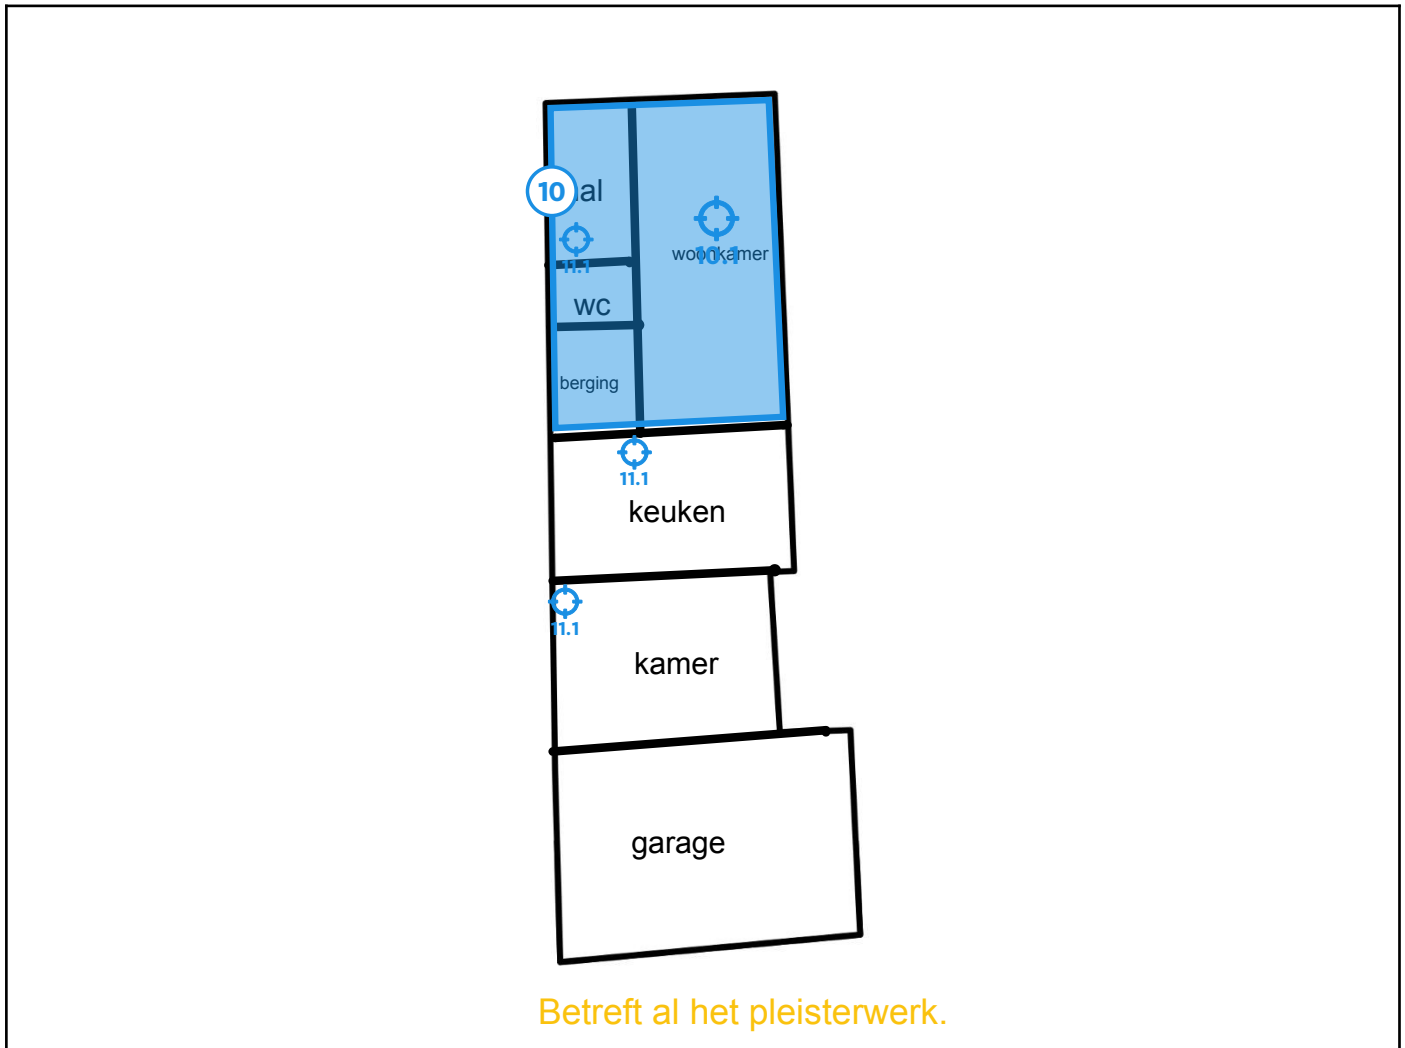 10
al
11.1
10.1
woonkamer
wc
berging
11.1
keuken
11.1
kamer
garage
Betreft al het pleisterwerk.